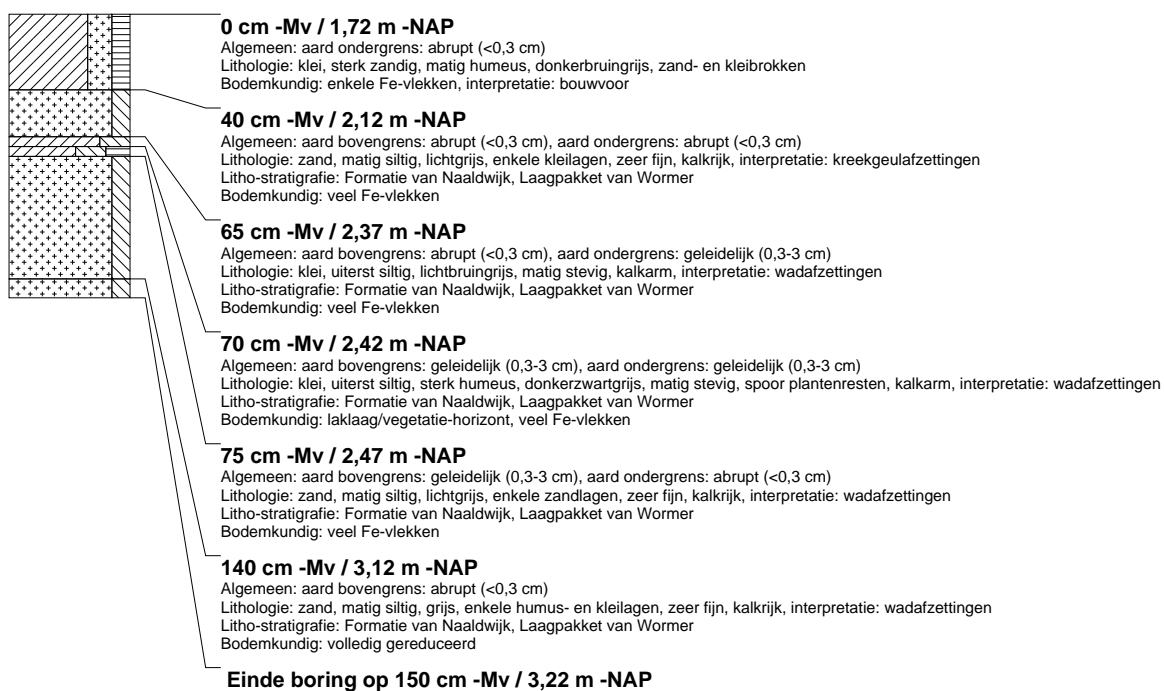 0 cm -Mv / 1,72 m -NAP
Algemeen: aard ondergrens: abrupt (<0,3 cm)
Lithologie: klei, sterk zandig, matig humeus, donkerbruingrijs, zand- en kleibrokken
Bodemkundig: enkele Fe-vlekken, interpretatie: bouwvoor
40 cm -Mv / 2,12 m -NAP
Algemeen: aard bovengrens: abrupt (<0,3 cm), aard ondergrens: abrupt (<0,3 cm)
Lithologie: zand, matig siltig, lichtgrijs, enkele kleilagen, zeer fijn, kalkrijk, interpretatie: kreekgeulafzettingen
Litho-stratigrafie: Formatie van Naaldwijk, Laagpakket van Wormer
Bodemkundig: veel Fe-vlekken
65 cm -Mv / 2,37 m -NAP
Algemeen: aard bovengrens: abrupt (<0,3 cm), aard ondergrens: geleidelijk (0,3-3 cm)
Lithologie: klei, uiterst siltig, lichtbruingrijs, matig stevig, kalkarm, interpretatie: wadafzettingen
Litho-stratigrafie: Formatie van Naaldwijk, Laagpakket van Wormer
Bodemkundig: veel Fe-vlekken
70 cm -Mv / 2,42 m -NAP
Algemeen: aard bovengrens: geleidelijk (0,3-3 cm), aard ondergrens: geleidelijk (0,3-3 cm)
Lithologie: klei, uiterst siltig, sterk humeus, donkerzwartgrijs, matig stevig, spoor plantenresten, kalkarm, interpretatie: wadafzettingen
Litho-stratigrafie: Formatie van Naaldwijk, Laagpakket van Wormer
Bodemkundig: laklaag/vegetatie-horizont, veel Fe-vlekken
75 cm -Mv / 2,47 m -NAP
Algemeen: aard bovengrens: geleidelijk (0,3-3 cm), aard ondergrens: abrupt (<0,3 cm)
Lithologie: zand, matig siltig, lichtgrijs, enkele zandlagen, zeer fijn, kalkrijk, interpretatie: wadafzettingen
Litho-stratigrafie: Formatie van Naaldwijk, Laagpakket van Wormer
Bodemkundig: veel Fe-vlekken
140 cm -Mv / 3,12 m -NAP
Algemeen: aard bovengrens: abrupt (<0,3 cm)
Lithologie: zand, matig siltig, grijs, enkele humus- en kleilagen, zeer fijn, kalkrijk, interpretatie: wadafzettingen
Litho-stratigrafie: Formatie van Naaldwijk, Laagpakket van Wormer
Bodemkundig: volledig gereduceerd
Einde boring op 150 cm -Mv / 3,22 m -NAP